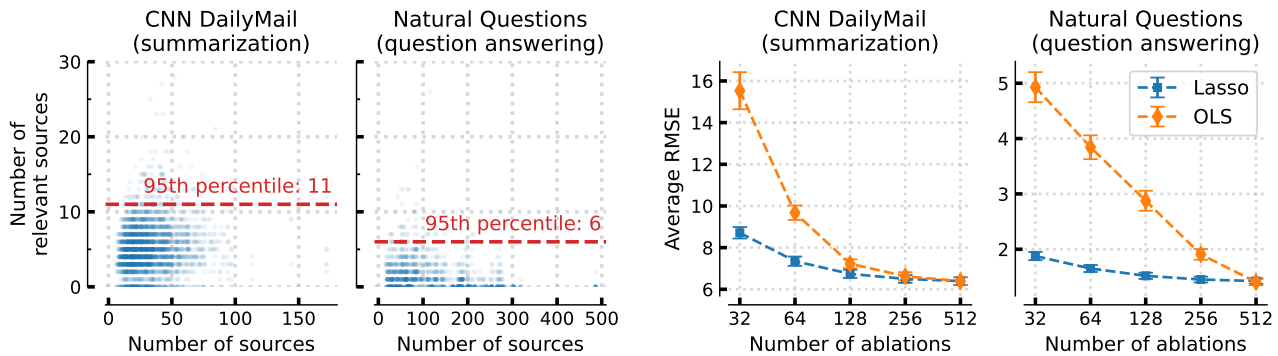 CNN DailyMail
(summarization)
Number of
relevant sources
30
20
10
0
95th percentile: 11
0 50 100 150
Number of sources
Natural Questions
(question answering)
95th percentile: 6
0 100 200 300 400 500
Number of sources
CNN DailyMail
(summarization)
Average RMSE
16
14
12
10
8
6
32 64 128 256 512
Number of ablations
Natural Questions
(question answering)
Lasso
OLS
5
4
3
2
32 64 128 256 512
Number of ablations